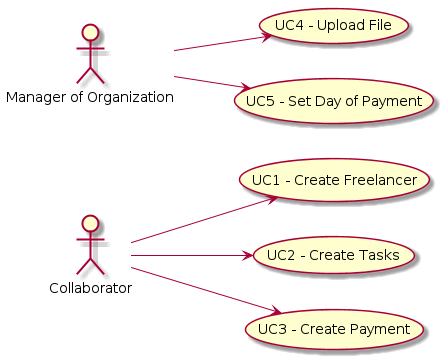 UC4 - Upload File
Manager of Organization
UC5 - Set Day of Payment
UC1 - Create Freelancer
UC2 - Create Tasks
Collaborator
UC3 - Create Payment